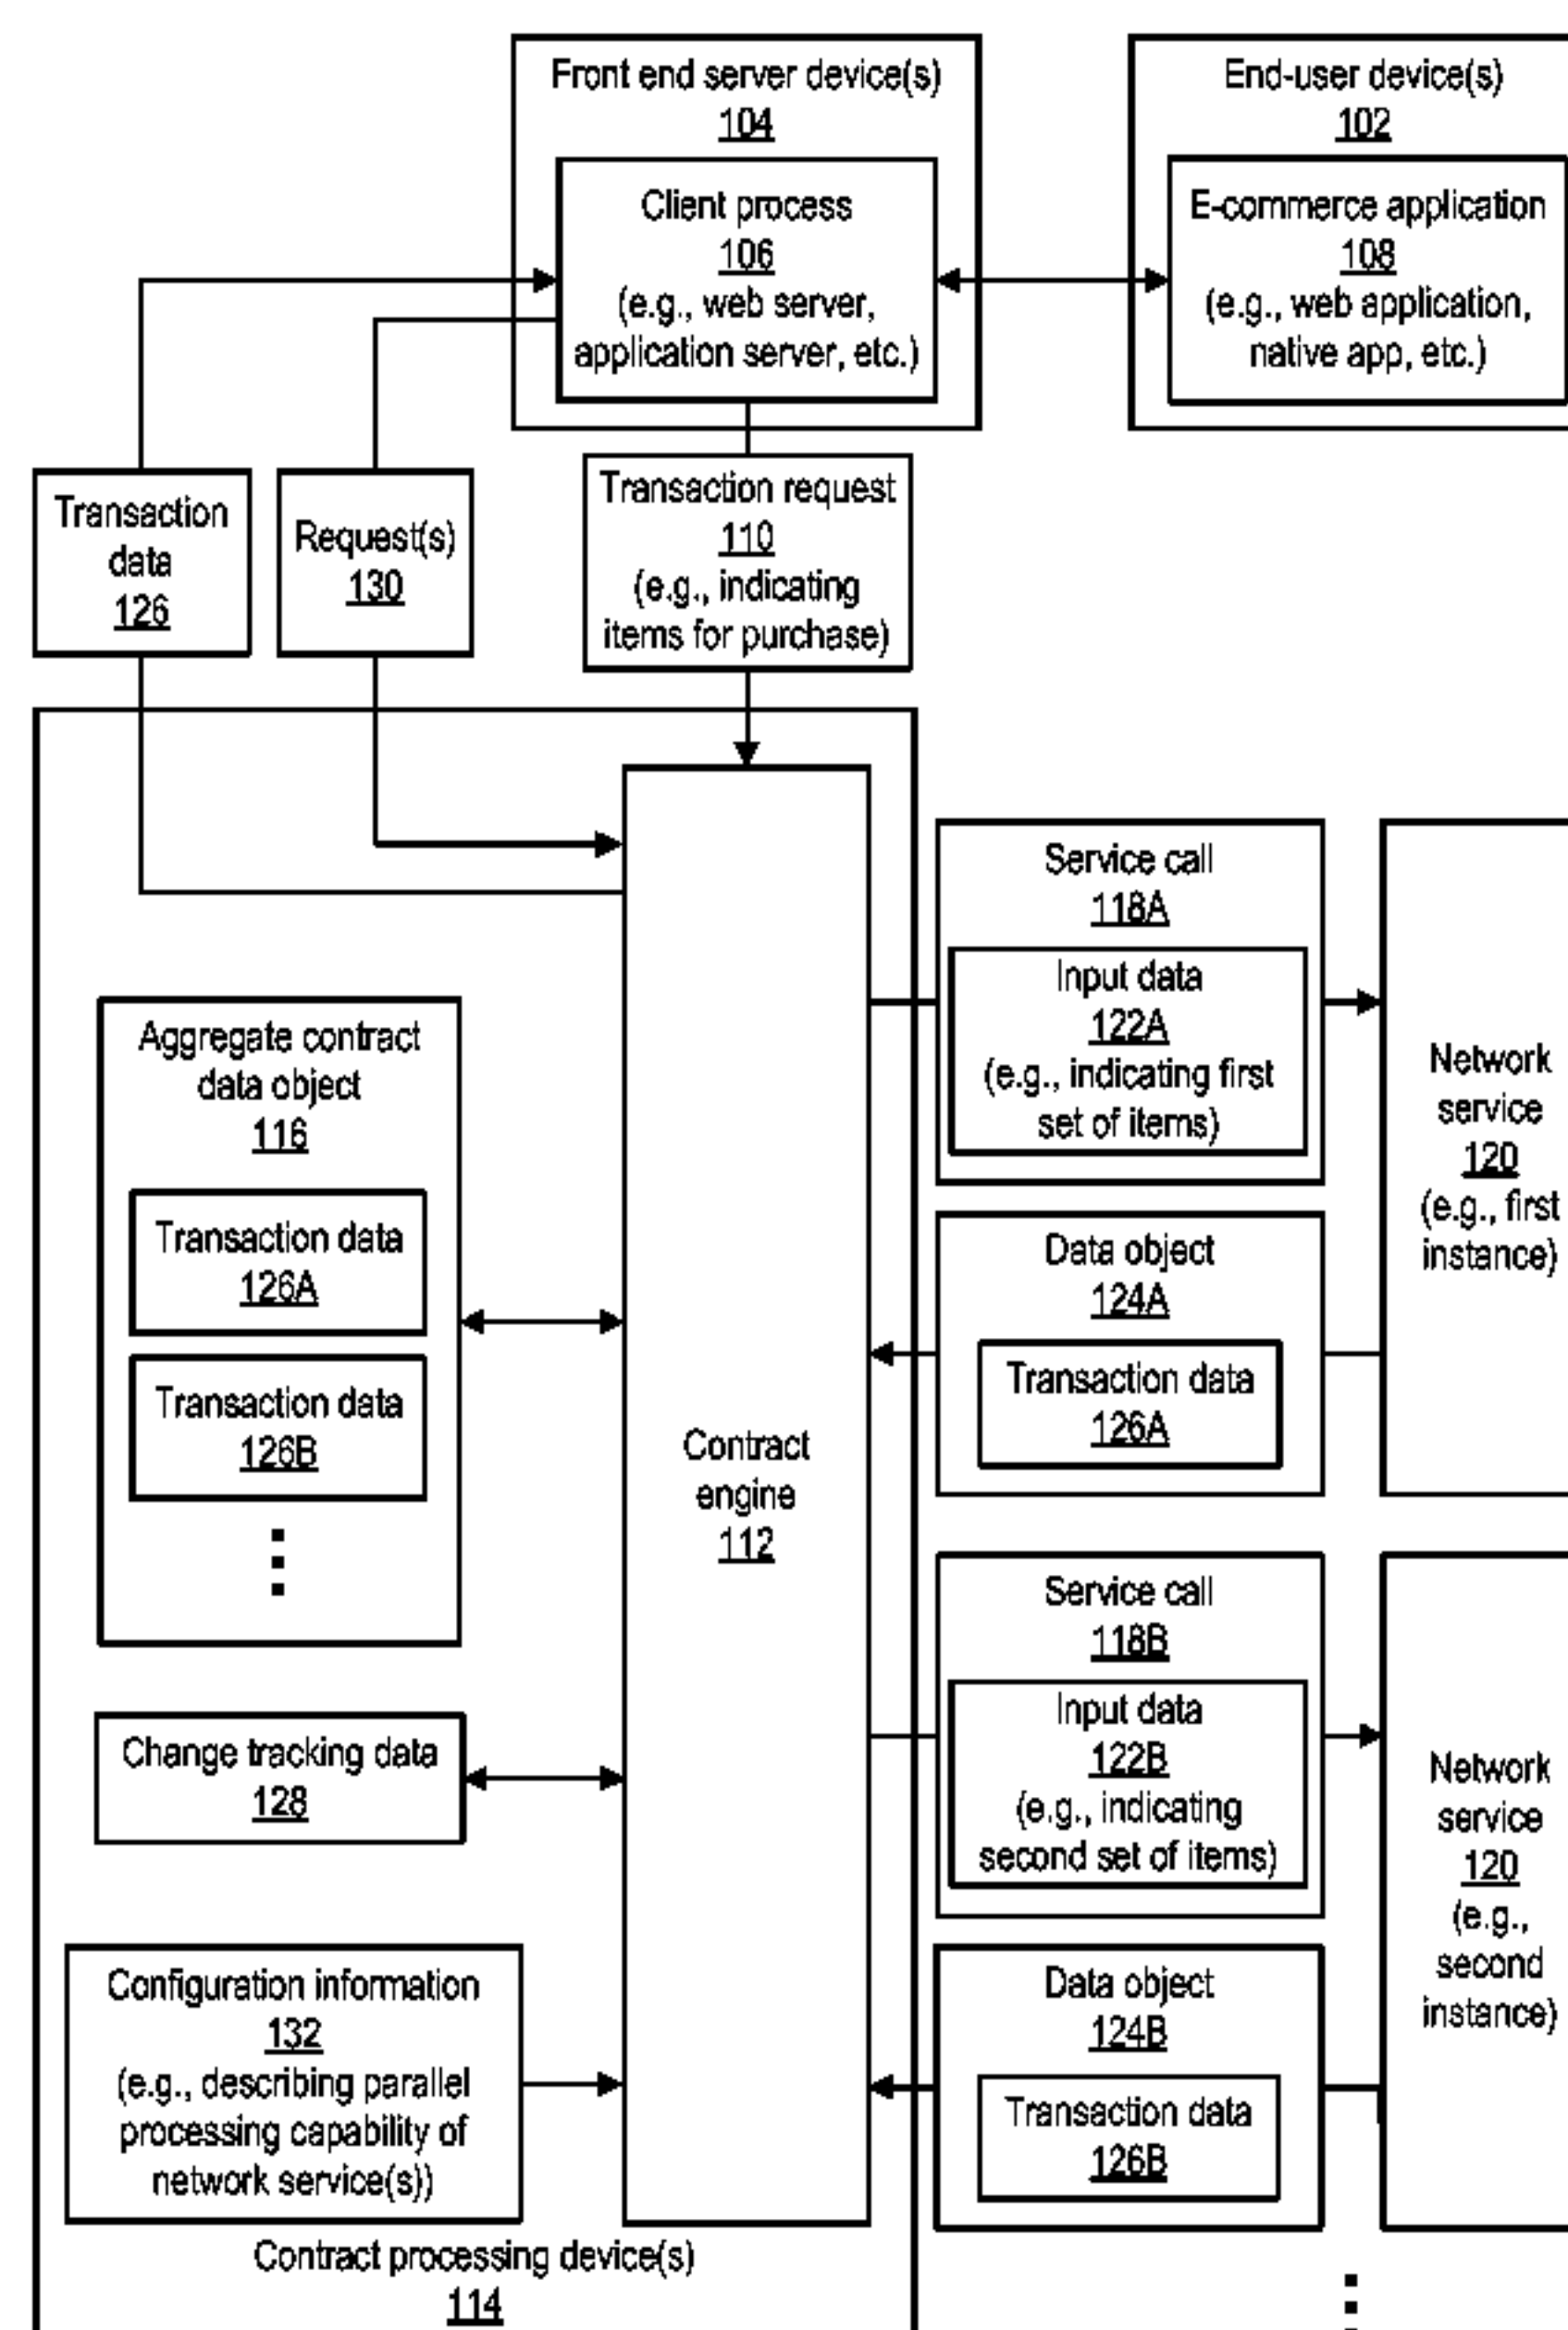 Front end server device(s)
104
Client process
106
(e.g., web server,
application server, etc.)
End-user device(s)
102
E-commerce application
108
(e.g., web application,
native app, etc.)
Transaction
data
126
Request(s)
130
Transaction request
110
(e.g., indicating
items for purchase)
Aggregate contract
data object
116
Transaction data
126A
Transaction data
126B
Change tracking data
128
Configuration information
132
(e.g., describing parallel
processing capability of
network service(s))
Contract processing device(s)
114
Contract
engine
112
Service call
118A
Input data
122A
(e.g., indicating first
set of items)
Data object
124A
Transaction data
126A
Network
service
120
(e.g., first
instance)
Service call
118B
Input data
122B
(e.g., indicating
second set of items)
Data object
124B
Transaction data
126B
Network
service
120
(e.g.,
second
instance)